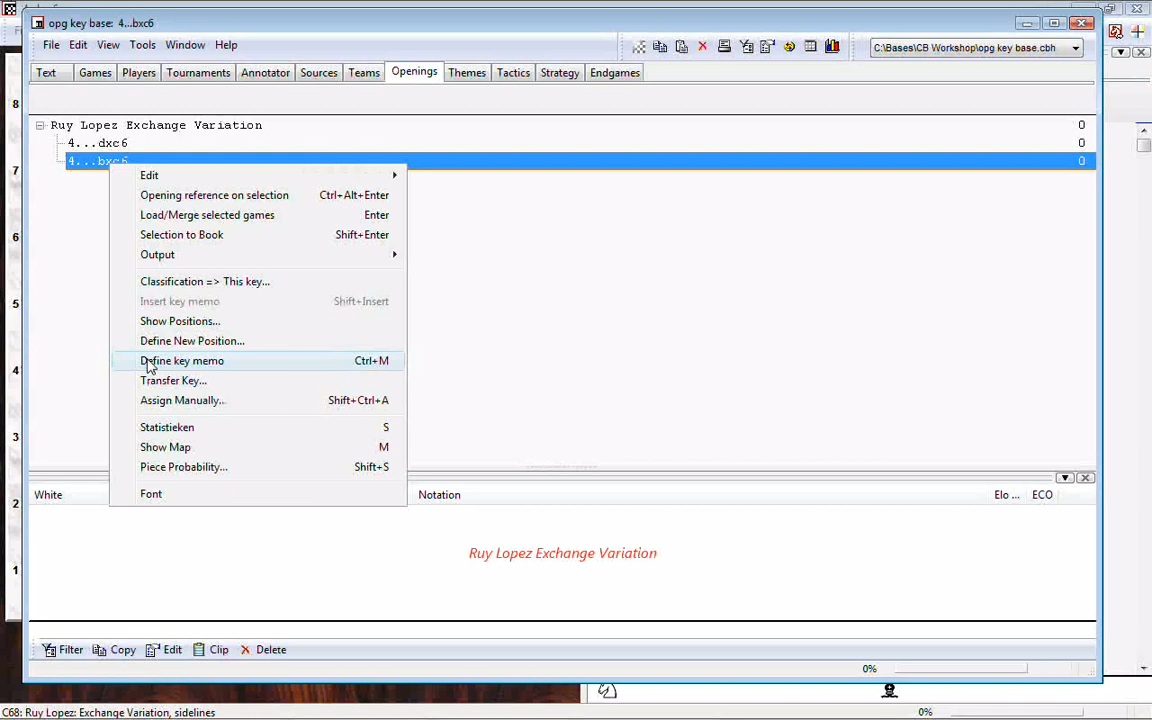 opg key base: 4...bxc6
File Edit View Tools Window Help
C:\Bases\CB Workshop\opg key base.cbh
Text Games Players Tournaments Annotator Sources Teams Openings Themes Tactics Strategy Endgames
8
Ruy Lopez Exchange Variation 0
4...dxc6 0
4...bxc6 0
7
Edit
Opening reference on selection Ctrl+Alt+Enter
Load/Merge selected games Enter
6
Selection to Book Shift+Enter
Output
Classification => This key...
Insert key memo Shift+Insert
5
Show Positions...
Define New Position...
Define key memo Ctrl+M
4
Transfer Key...
Assign Manually... Shift+Ctrl+A
Statistieken S
3
Show Map M
Piece Probability... Shift+S
Font
White Notation Elo ... ECO
2
Ruy Lopez Exchange Variation
1
Filter Copy Edit Clip Delete
0%
C68: Ruy Lopez: Exchange Variation, sidelines 0%